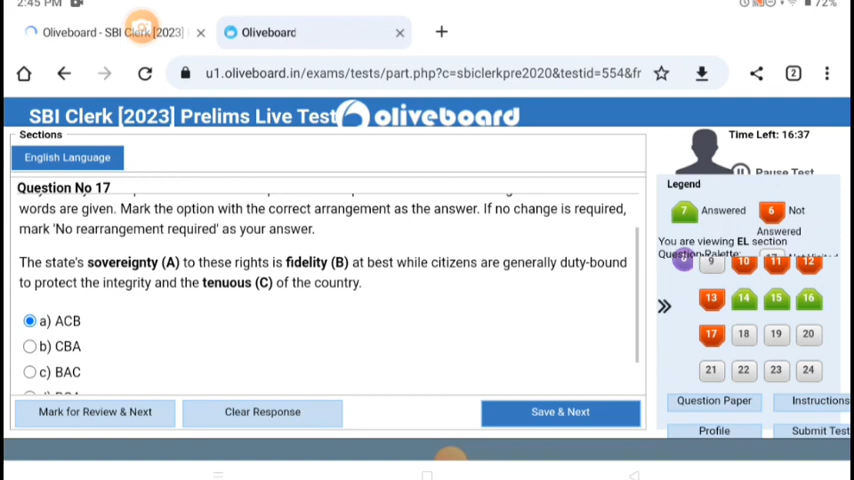 2:45 PM
72%
Oliveboard - SBI Clerk [2023]
Oliveboard
u1.oliveboard.in/exams/tests/part.php?c=sbiclerkpre2020&testid=554&fr
2
SBI Clerk [2023] Prelims Live Test
oliveboard
Sections
English Language
Time Left: 16:37
Pause Test
Question No 17
words are given. Mark the option with the correct arrangement as the answer. If no change is required,
mark 'No rearrangement required' as your answer.
The state's sovereignty (A) to these rights is fidelity (B) at best while citizens are generally duty-bound
to protect the integrity and the tenuous (C) of the country.
a) ACB
b) CBA
c) BAC
Mark for Review & Next
Clear Response
Save & Next
Legend
7 Answered
6 Not
Answered
You are viewing EL section
Question Palette:
9 10 11 12
13 14 15 16
17 18 19 20
21 22 23 24
Question Paper
Instructions
Profile
Submit Test